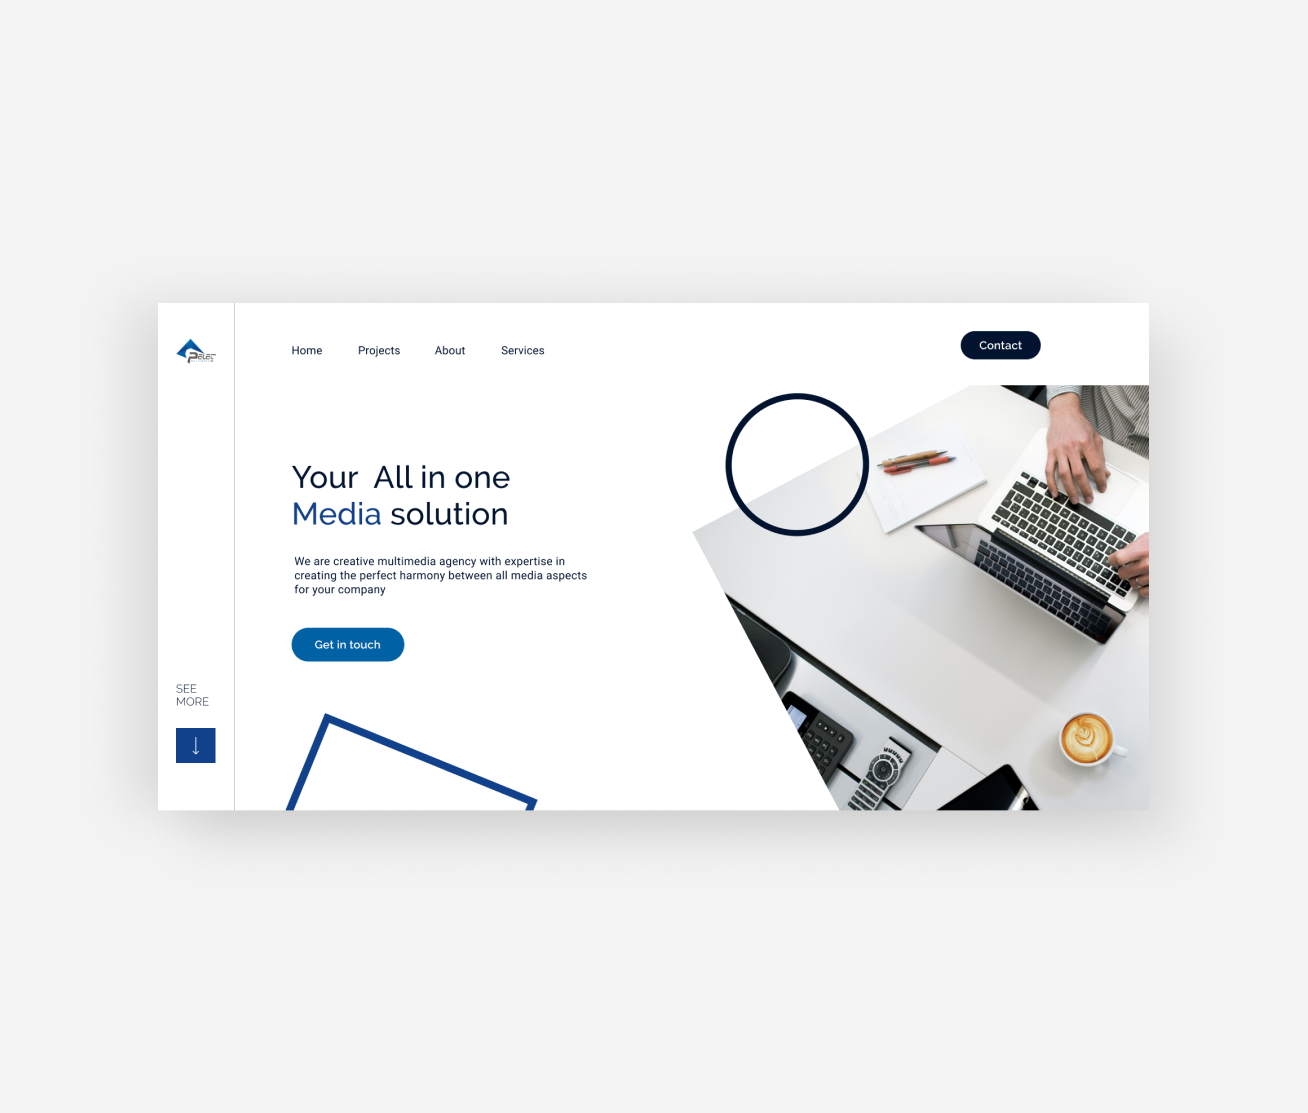 Home Projects About Services
Contact
Your All in one
Media solution
We are creative multimedia agency with expertise in
creating the perfect harmony between all media aspects
for your company
Get in touch
SEE
MORE